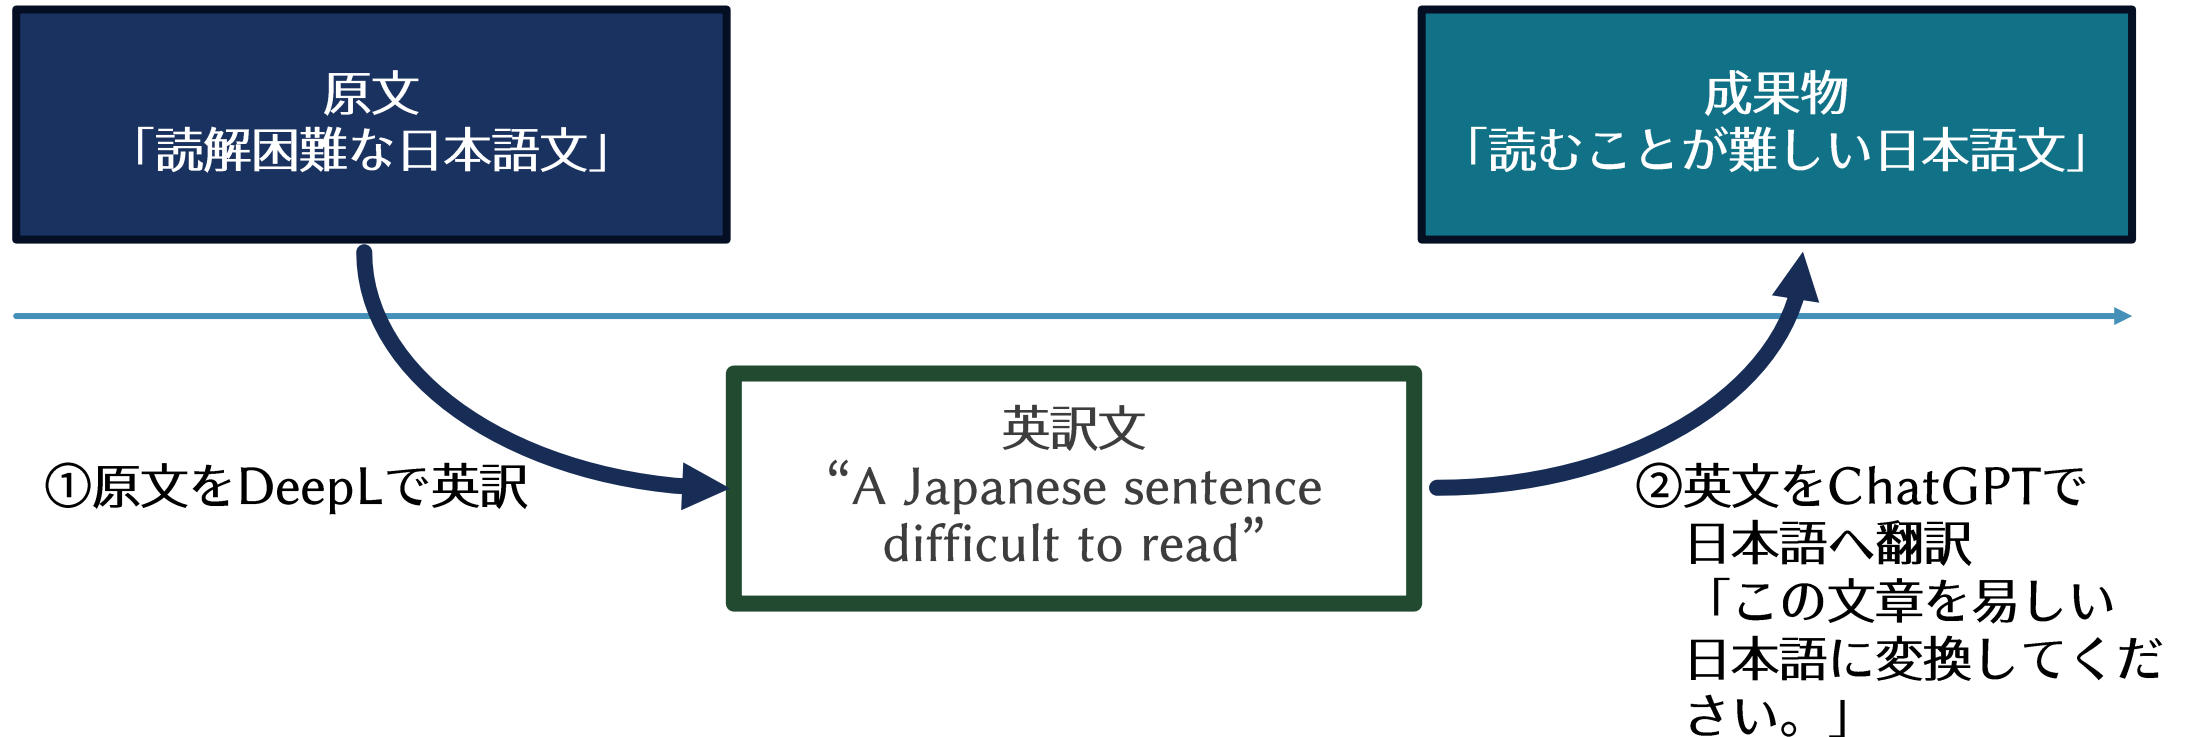 原文
「読解困難な日本語文」
成果物
「読むことが難しい日本語文」
①原文をDeepLで英訳
英訳文
“A Japanese sentence
difficult to read”
②英文をChatGPTで
日本語へ翻訳
「この文章を易しい
日本語に変換してくだ
さい。」